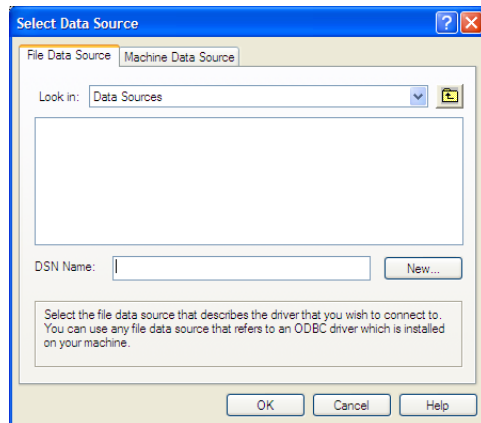 Select Data Source
File Data Source
Machine Data Source
Look in:
Data Sources
DSN Name:
New...
Select the file data source that describes the driver that you wish to connect to.
You can use any file data source that refers to an ODBC driver which is installed
on your machine.
OK
Cancel
Help